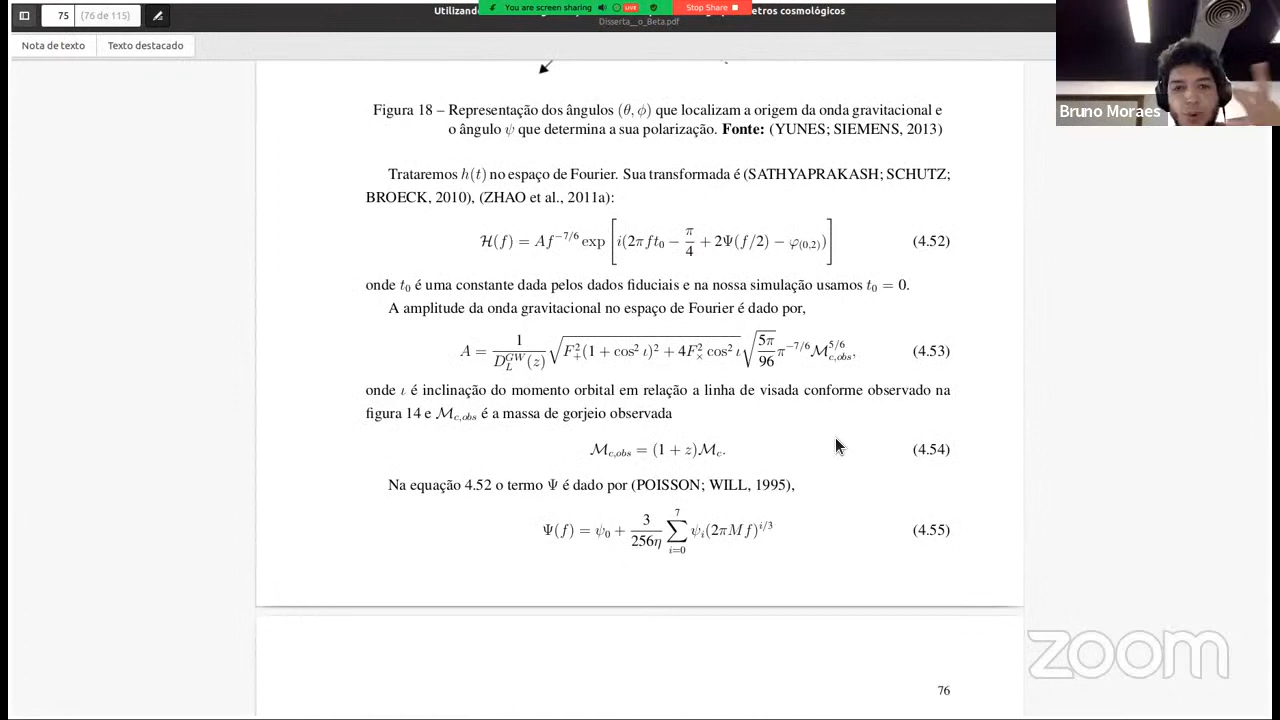 75 (76 de 115)
Utilizand
You are screen sharing LIVE Stop Share
metros cosmológicos
Disserta__o_Beta.pdf
Nota de texto Texto destacado
Bruno Moraes
Figura 18 – Representação dos ângulos (θ, ϕ) que localizam a origem da onda gravitacional e
o ângulo ψ que determina a sua polarização. Fonte: (YUNES; SIEMENS, 2013)
Trataremos h(t) no espaço de Fourier. Sua transformada é (SATHYAPRAKASH; SCHUTZ;
BROECK, 2010), (ZHAO et al., 2011a):
ℋ(f) = Af^{−7/6} exp [i(2πft_0 − π/4 + 2Ψ(f/2) − φ_{(0,2)})] (4.52)
onde t_0 é uma constante dada pelos dados fiduciais e na nossa simulação usamos t_0 = 0.
A amplitude da onda gravitacional no espaço de Fourier é dado por,
A = 1/(D_L^{GW}(z)) √(F_+^2(1 + cos^2 ι)^2 + 4F_×^2 cos^2 ι) √(5π/96) π^{−7/6} ℳ_{c,obs}^{5/6}, (4.53)
onde ι é inclinação do momento orbital em relação a linha de visada conforme observado na
figura 14 e ℳ_{c,obs} é a massa de gorjeio observada
ℳ_{c,obs} = (1 + z)ℳ_c. (4.54)
Na equação 4.52 o termo Ψ é dado por (POISSON; WILL, 1995),
Ψ(f) = ψ_0 + 3/(256η) ∑_{i=0}^{7} ψ_i(2πMf)^{i/3} (4.55)
zoom
76